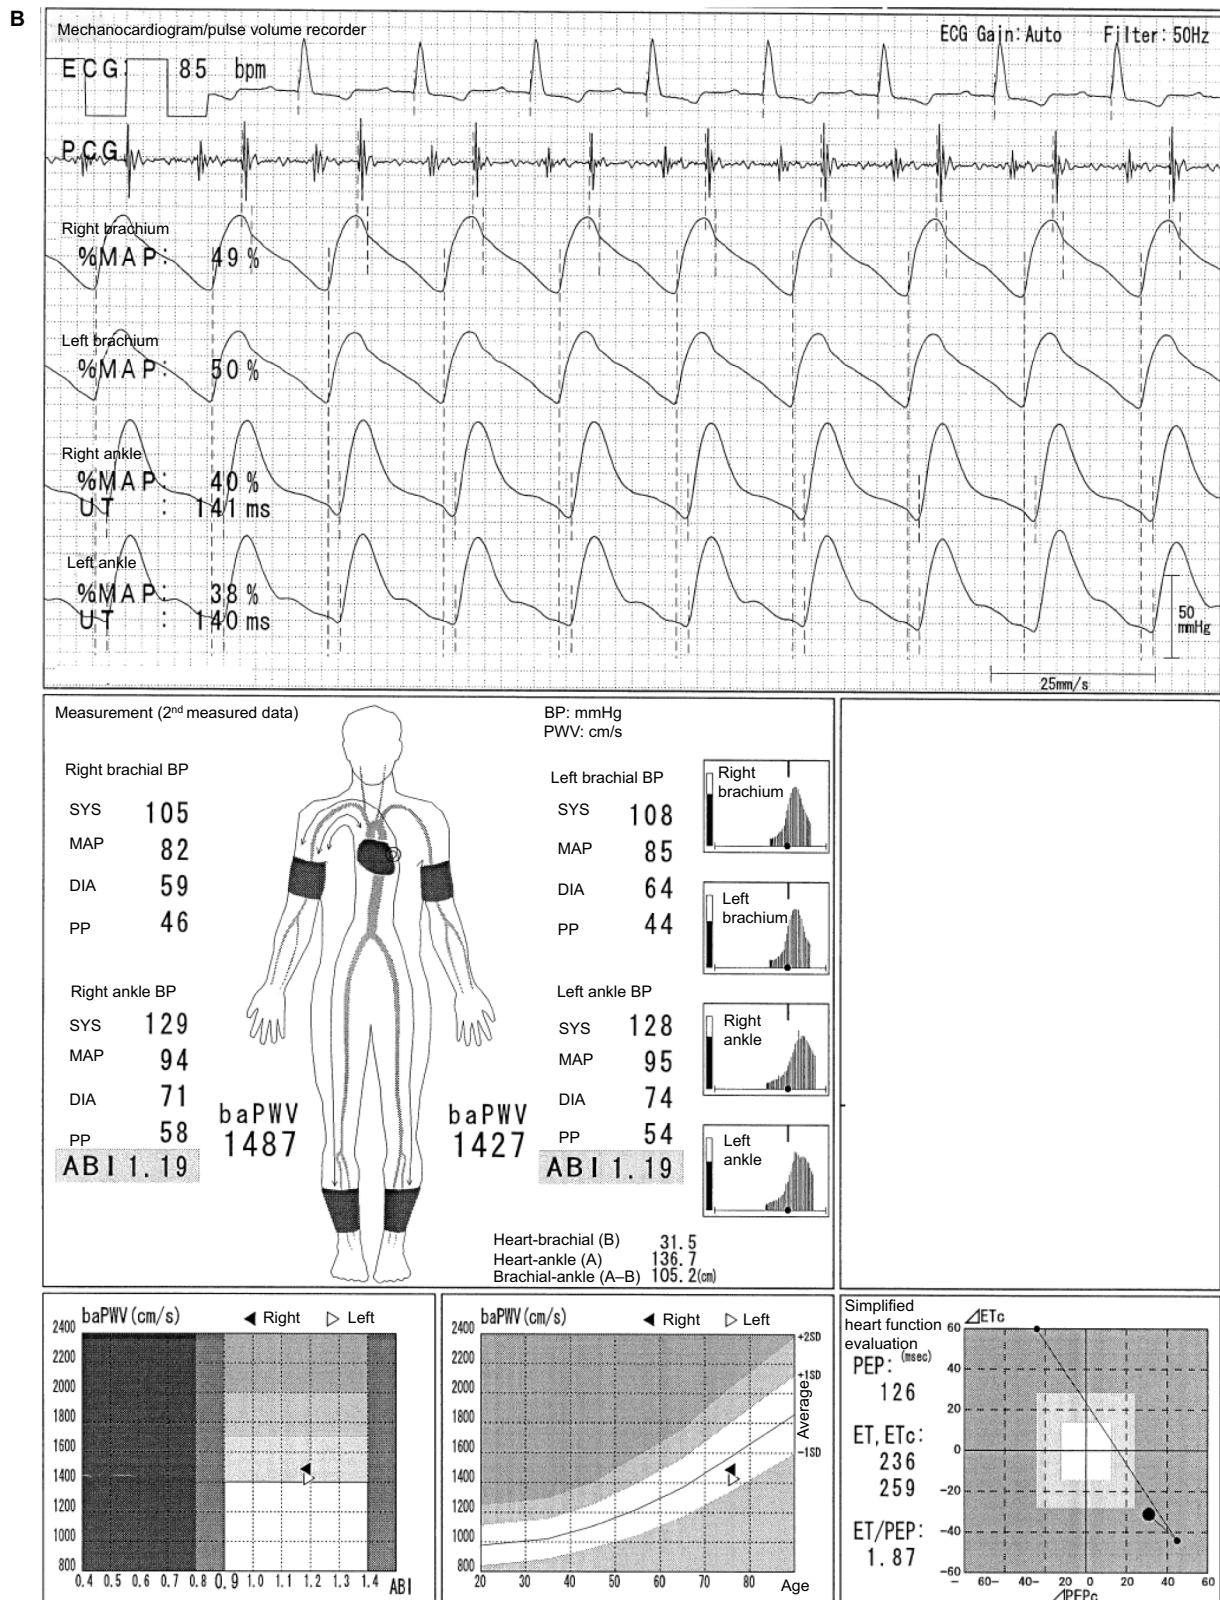 B
Mechanocardiogram/pulse volume recorder
ECG Gain:Auto Filter:50Hz
ECG: 85 bpm
PCG
Right brachium
%MAP: 49%
Left brachium
%MAP: 50%
Right ankle
%MAP: 40%
UT : 141 ms
Left ankle
%MAP: 38%
UT : 140 ms
50
mmHg
25mm/s
Measurement (2nd measured data)
BP: mmHg
PWV: cm/s
Right brachial BP
SYS 105
MAP 82
DIA 59
PP 46
Left brachial BP
SYS 108
MAP 85
DIA 64
PP 44
Right brachium
Left brachium
Right ankle
Left ankle
Right ankle BP
SYS 129
MAP 94
DIA 71
PP 58
ABI 1.19
baPWV
1487
baPWV
1427
Left ankle BP
SYS 128
MAP 95
DIA 74
PP 54
ABI 1.19
Heart-brachial (B) 31.5
Heart-ankle (A) 136.7
Brachial-ankle (A–B) 105.2(cm)
baPWV(cm/s) ◀ Right ▷ Left
2400
2200
2000
1800
1600
1400
1200
1000
800
0.4 0.5 0.6 0.7 0.8 0.9 1.0 1.1 1.2 1.3 1.4 ABI
baPWV(cm/s) ◀ Right ▷ Left
2400
2200
2000
1800
1600
1400
1200
1000
800
20 30 40 50 60 70 80 Age
+2SD
+1SD
Average
-1SD
Simplified
heart function
evaluation
(msec)
PEP:
126
ET, ETc:
236
259
ET/PEP:
1.87
⊿ETc
60
40
20
0
-20
-40
-60
- 60- 40- 20 0 20 40 60
⊿PEPc